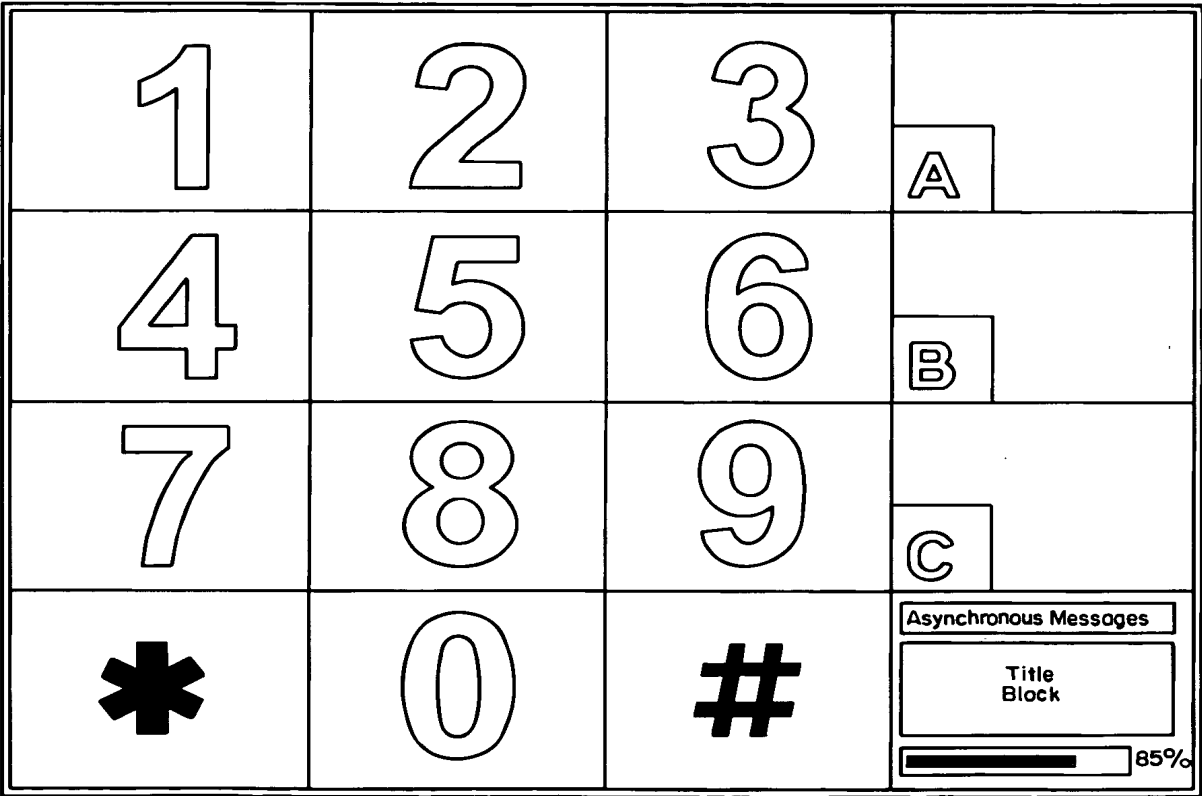 1 2 3
A
4 5 6
B
7 8 9
C
* 0 #
Asynchronous Messages
Title
Block
85%